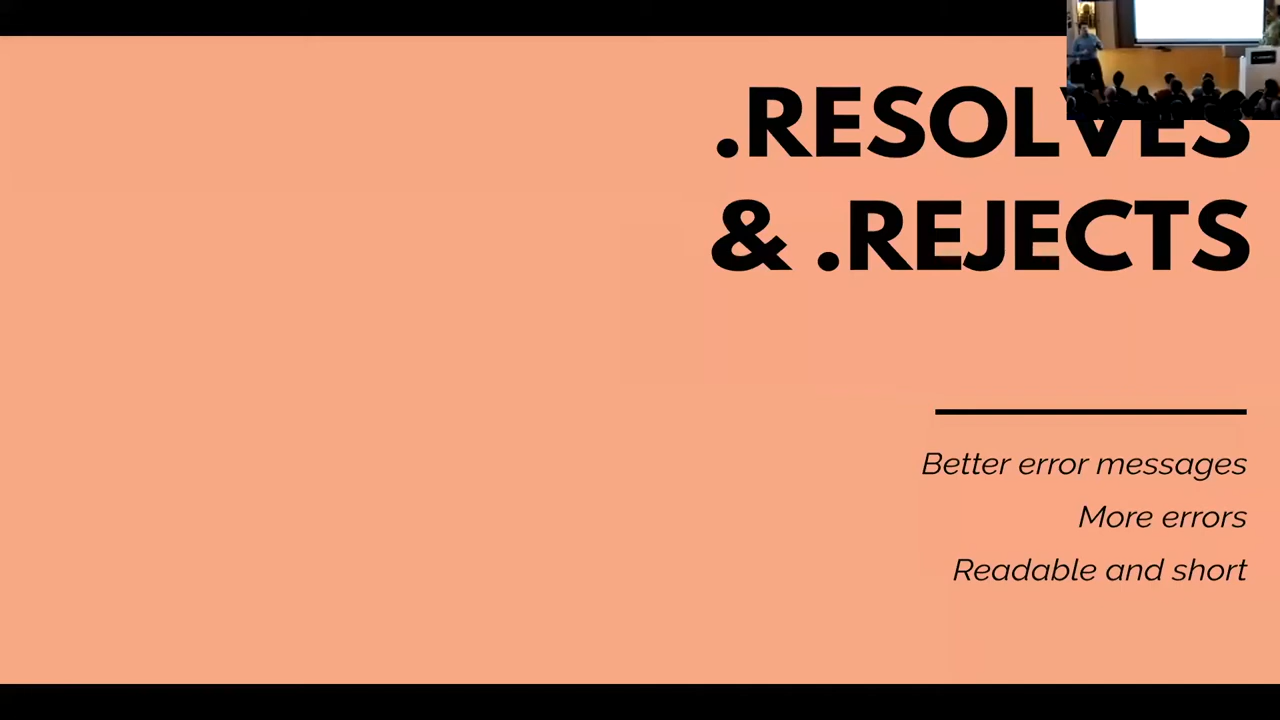 .RESOLVES
& .REJECTS
Better error messages
More errors
Readable and short